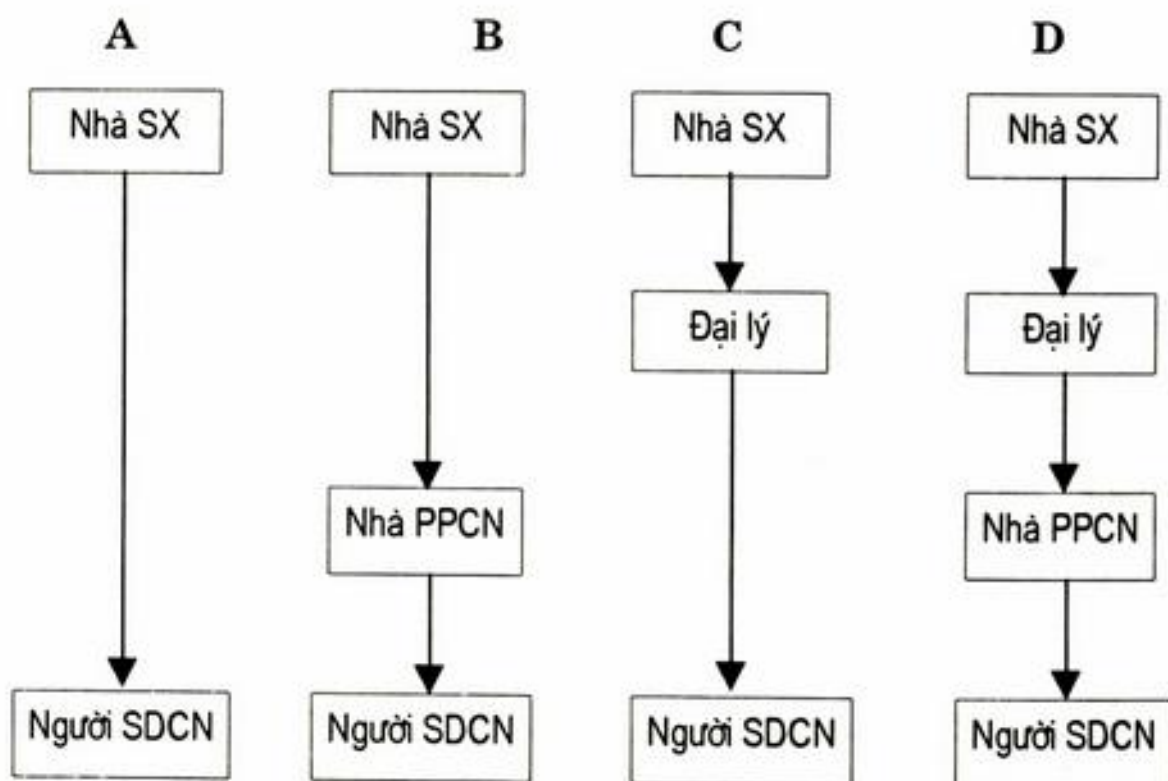 A B C D
Nhà SX Nhà SX Nhà SX Nhà SX
Đại lý Đại lý
Nhà PPCN Nhà PPCN
Người SDCN Người SDCN Người SDCN Người SDCN